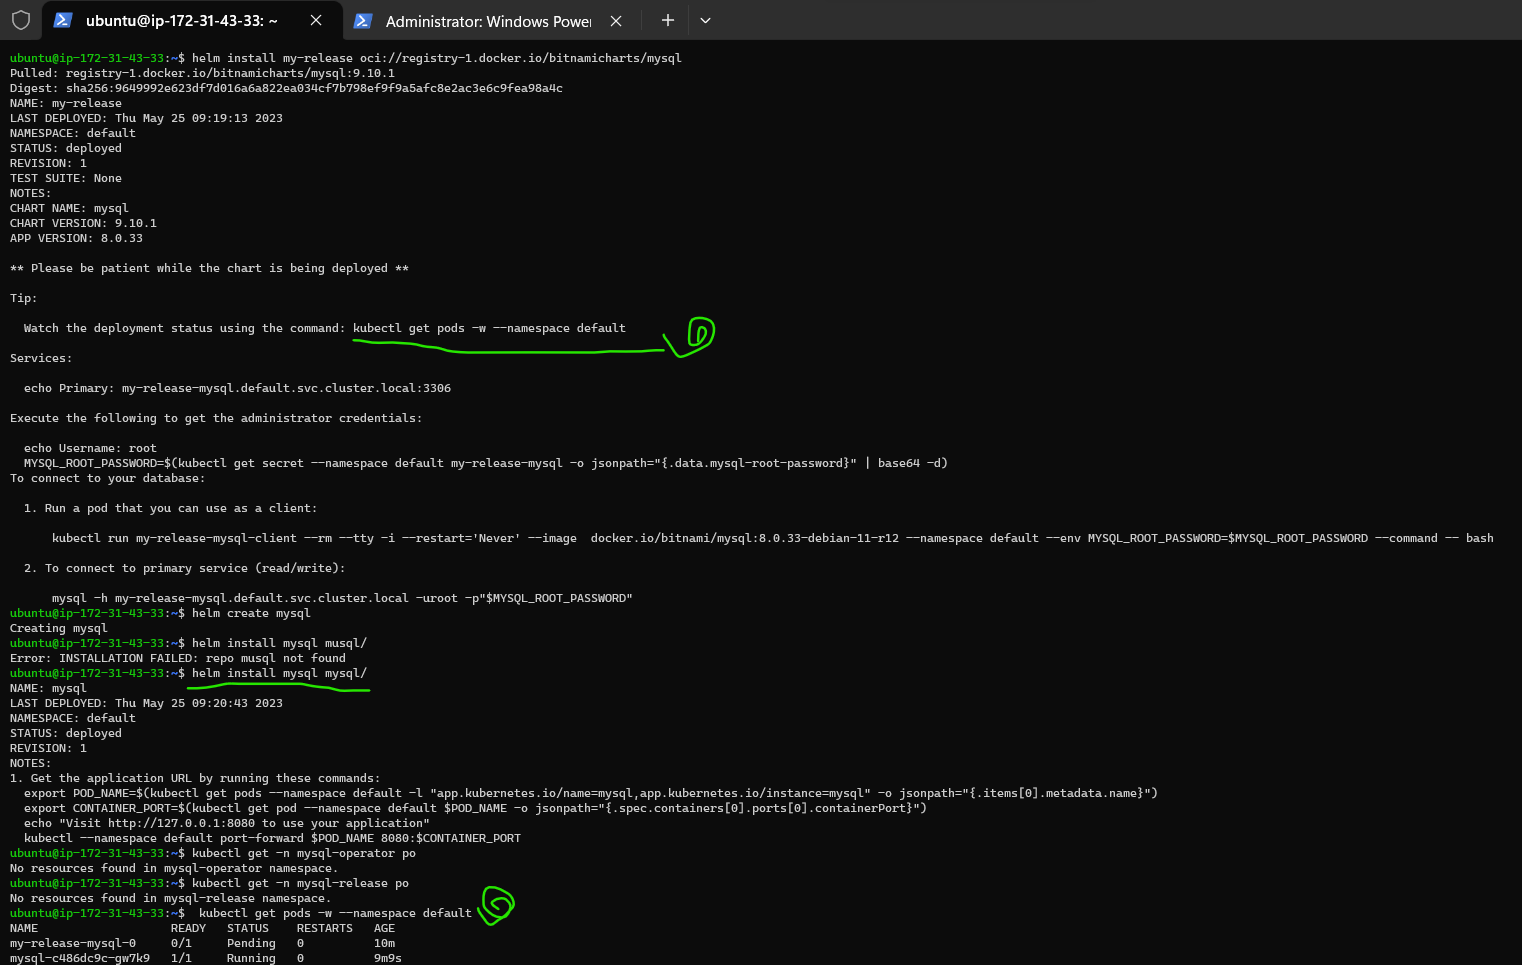 ubuntu@ip-172-31-43-33: ~
Administrator: Windows Power
ubuntu@ip-172-31-43-33:~$ helm install my-release oci://registry-1.docker.io/bitnamicharts/mysql
Pulled: registry-1.docker.io/bitnamicharts/mysql:9.10.1
Digest: sha256:9649992e623df7d016a6a822ea034cf7b798ef9f9a5afc8e2ac3e6c9fea98a4c
NAME: my-release
LAST DEPLOYED: Thu May 25 09:19:13 2023
NAMESPACE: default
STATUS: deployed
REVISION: 1
TEST SUITE: None
NOTES:
CHART NAME: mysql
CHART VERSION: 9.10.1
APP VERSION: 8.0.33
** Please be patient while the chart is being deployed **
Tip:
Watch the deployment status using the command: kubectl get pods -w --namespace default
Services:
echo Primary: my-release-mysql.default.svc.cluster.local:3306
Execute the following to get the administrator credentials:
echo Username: root
MYSQL_ROOT_PASSWORD=$(kubectl get secret --namespace default my-release-mysql -o jsonpath="{.data.mysql-root-password}" | base64 -d)
To connect to your database:
1. Run a pod that you can use as a client:
kubectl run my-release-mysql-client --rm --tty -i --restart='Never' --image  docker.io/bitnami/mysql:8.0.33-debian-11-r12 --namespace default --env MYSQL_ROOT_PASSWORD=$MYSQL_ROOT_PASSWORD --command -- bash
2. To connect to primary service (read/write):
mysql -h my-release-mysql.default.svc.cluster.local -uroot -p"$MYSQL_ROOT_PASSWORD"
ubuntu@ip-172-31-43-33:~$ helm create mysql
Creating mysql
ubuntu@ip-172-31-43-33:~$ helm install mysql musql/
Error: INSTALLATION FAILED: repo musql not found
ubuntu@ip-172-31-43-33:~$ helm install mysql mysql/
NAME: mysql
LAST DEPLOYED: Thu May 25 09:20:43 2023
NAMESPACE: default
STATUS: deployed
REVISION: 1
NOTES:
1. Get the application URL by running these commands:
export POD_NAME=$(kubectl get pods --namespace default -l "app.kubernetes.io/name=mysql,app.kubernetes.io/instance=mysql" -o jsonpath="{.items[0].metadata.name}")
export CONTAINER_PORT=$(kubectl get pod --namespace default $POD_NAME -o jsonpath="{.spec.containers[0].ports[0].containerPort}")
echo "Visit http://127.0.0.1:8080 to use your application"
kubectl --namespace default port-forward $POD_NAME 8080:$CONTAINER_PORT
ubuntu@ip-172-31-43-33:~$ kubectl get -n mysql-operator po
No resources found in mysql-operator namespace.
ubuntu@ip-172-31-43-33:~$ kubectl get -n mysql-release po
No resources found in mysql-release namespace.
ubuntu@ip-172-31-43-33:~$  kubectl get pods -w --namespace default
NAME READY STATUS RESTARTS AGE
my-release-mysql-0 0/1 Pending 0 10m
mysql-c486dc9c-gw7k9 1/1 Running 0 9m9s